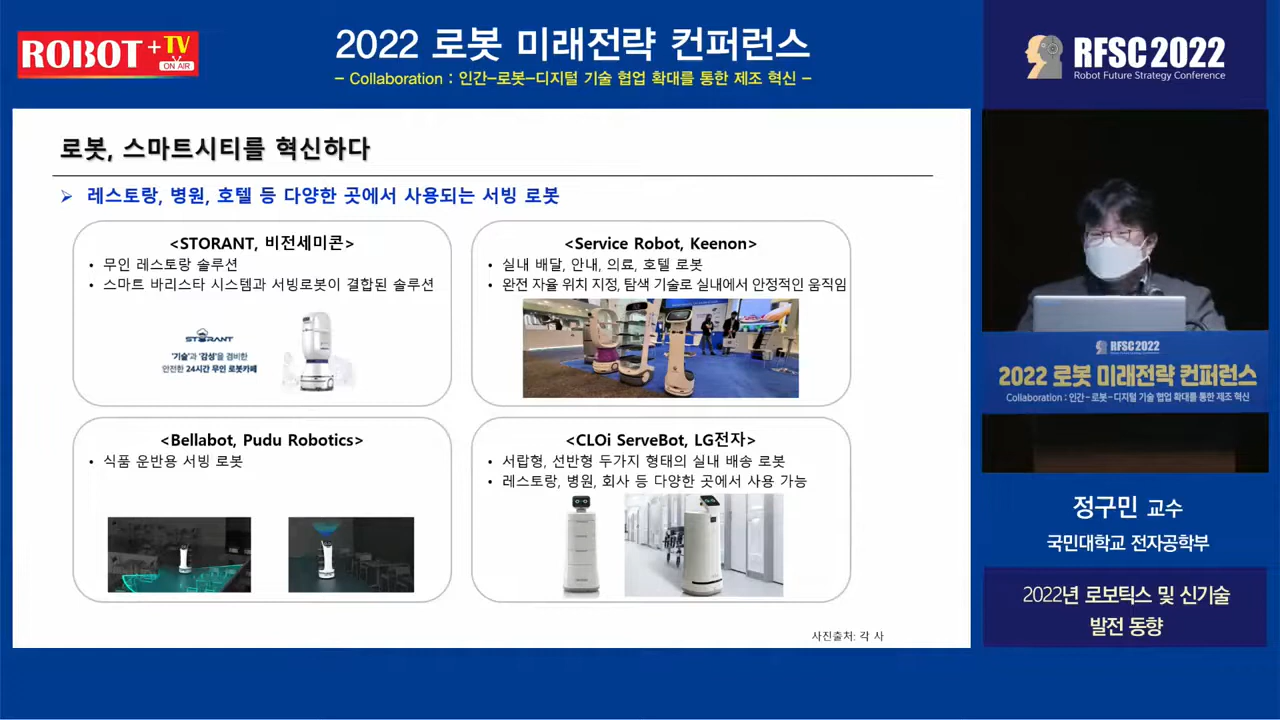 ROBOT+TV
ON AIR
2022 로봇 미래전략 컨퍼런스
– Collaboration : 인간–로봇–디지털 기술 협업 확대를 통한 제조 혁신 –
RFSC 2022
Robot Future Strategy Conference
로봇, 스마트시티를 혁신하다
➢ 레스토랑, 병원, 호텔 등 다양한 곳에서 사용되는 서빙 로봇
<STORANT, 비전세미콘>
• 무인 레스토랑 솔루션
• 스마트 바리스타 시스템과 서빙로봇이 결합된 솔루션
STORANT
'기술'과 '감성'을 겸비한
안전한 24시간 무인 로봇카페
<Service Robot, Keenon>
• 실내 배달, 안내, 의료, 호텔 로봇
• 완전 자율 위치 지정, 탐색 기술로 실내에서 안정적인 움직임
<Bellabot, Pudu Robotics>
• 식품 운반용 서빙 로봇
<CLOi ServeBot, LG전자>
• 서랍형, 선반형 두가지 형태의 실내 배송 로봇
• 레스토랑, 병원, 회사 등 다양한 곳에서 사용 가능
사진출처: 각 사
RFSC 2022
2022 로봇 미래전략 컨퍼런스
Collaboration : 인간-로봇-디지털 기술 협업 확대를 통한 제조 혁신
정구민 교수
국민대학교 전자공학부
2022년 로보틱스 및 신기술
발전 동향